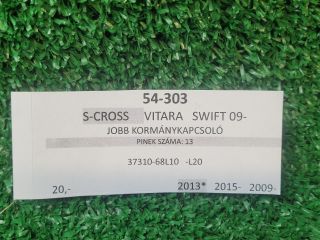 54-303
S-CROSS VITARA SWIFT 09-
JOBB KORMÁNYKAPCSOLÓ
PINEK SZÁMA: 13
37310-68L10 -L20
20,- 2013* 2015- 2009-